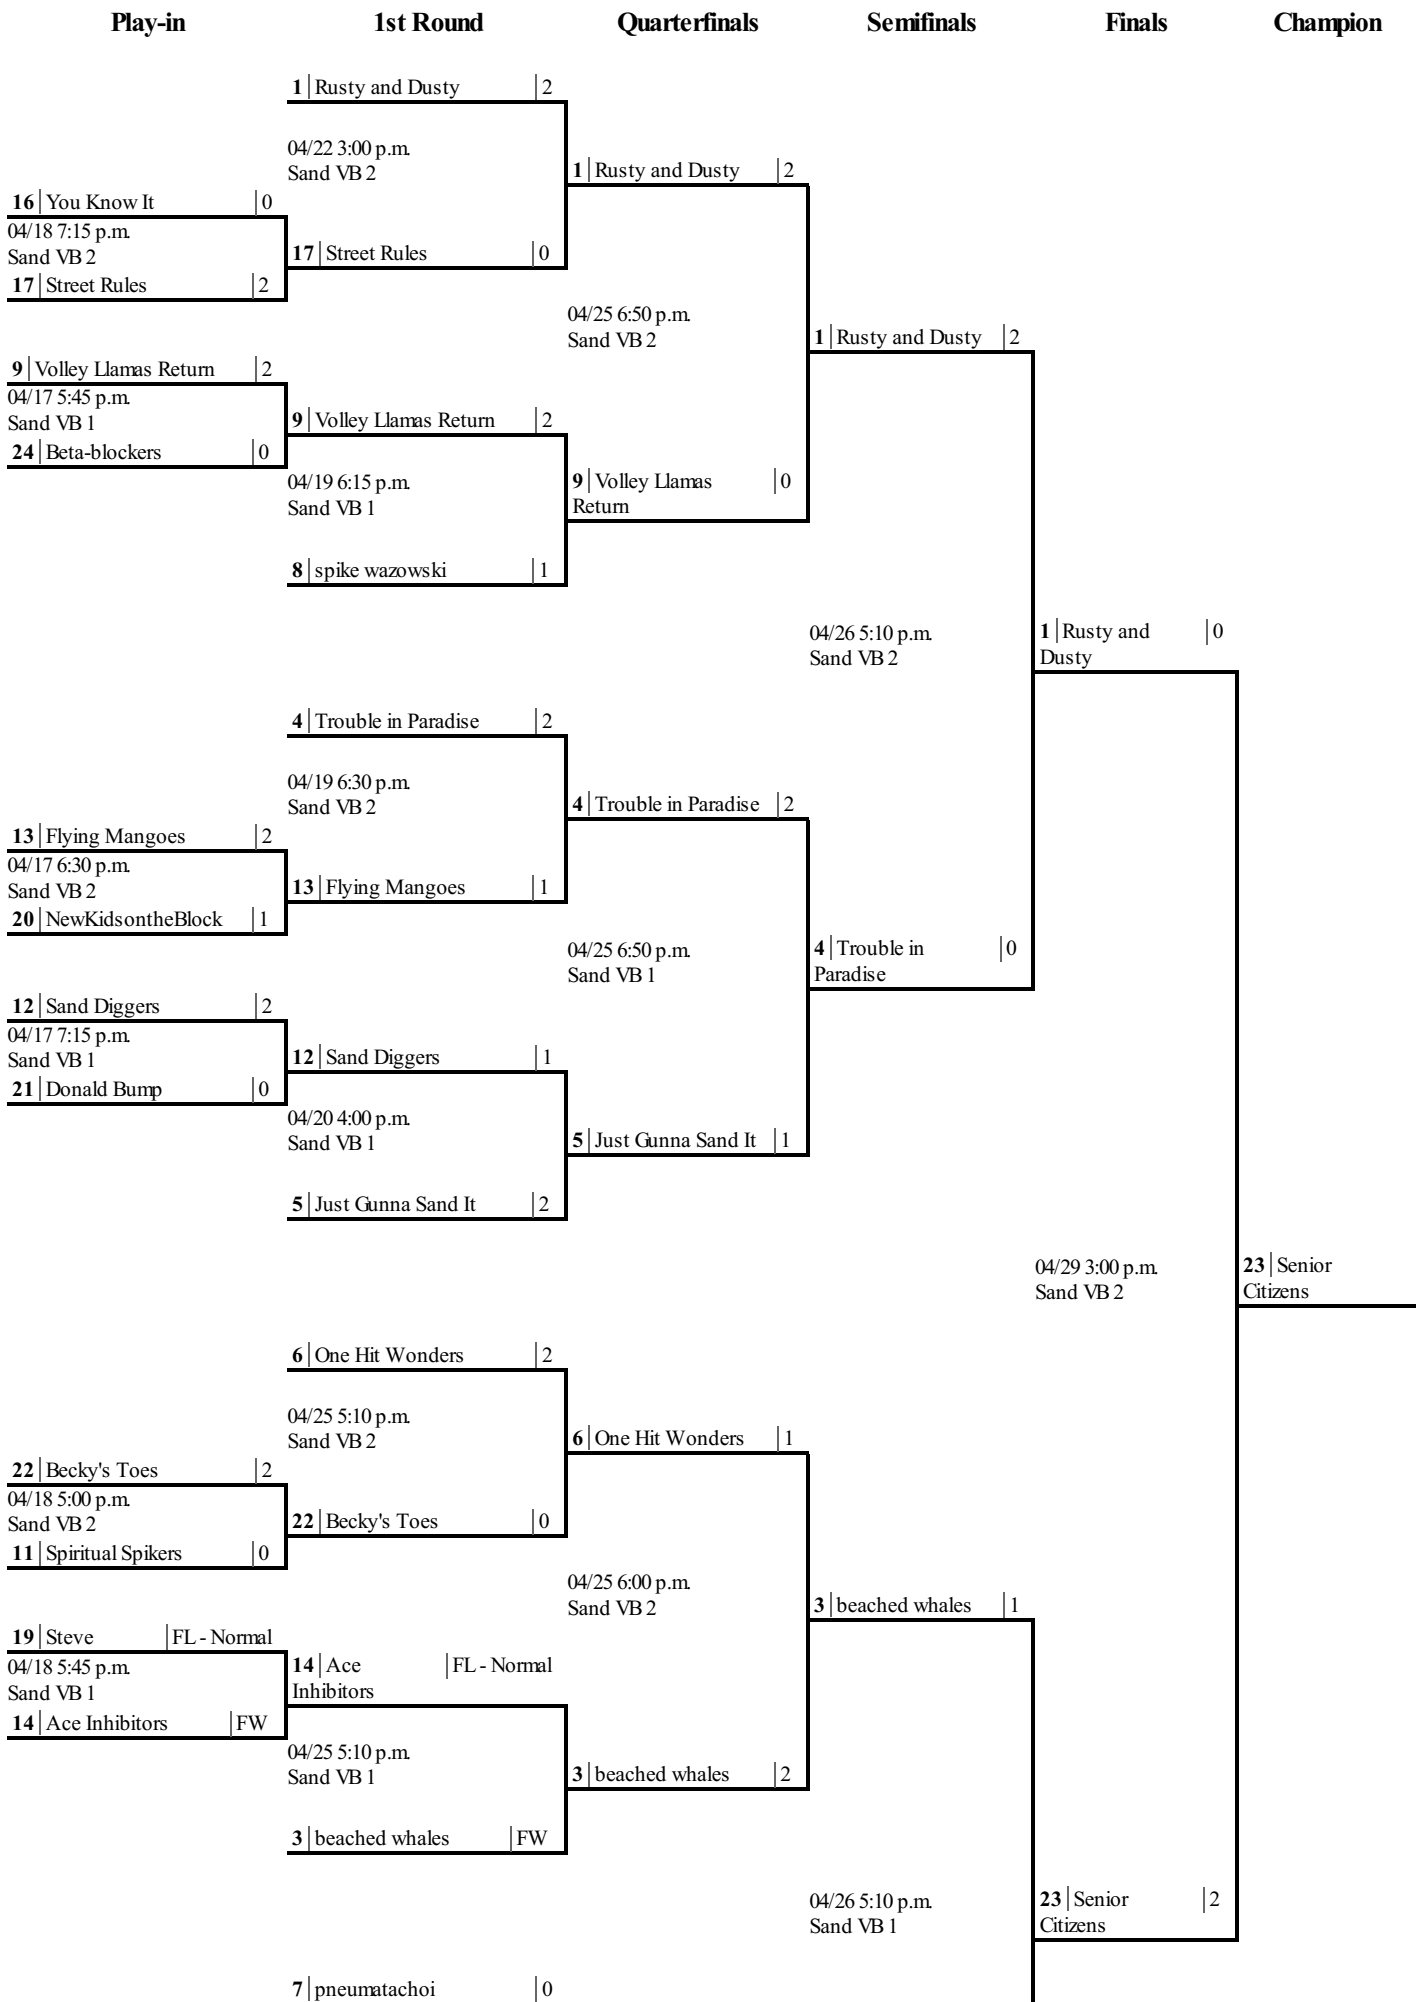 Play-in 1st Round Quarterfinals Semifinals Finals Champion
1 Rusty and Dusty 2
04/22 3:00 p.m.
Sand VB 2
1 Rusty and Dusty 2
16 You Know It 0
04/18 7:15 p.m.
Sand VB 2
17 Street Rules 0
17 Street Rules 2
04/25 6:50 p.m.
Sand VB 2
1 Rusty and Dusty 2
9 Volley Llamas Return 2
04/17 5:45 p.m.
Sand VB 1
9 Volley Llamas Return 2
24 Beta-blockers 0
04/19 6:15 p.m.
Sand VB 1
9 Volley Llamas 0
Return
8 spike wazowski 1
04/26 5:10 p.m.
Sand VB 2
1 Rusty and 0
Dusty
4 Trouble in Paradise 2
04/19 6:30 p.m.
Sand VB 2
4 Trouble in Paradise 2
13 Flying Mangoes 2
04/17 6:30 p.m.
Sand VB 2
13 Flying Mangoes 1
20 NewKidsontheBlock 1
04/25 6:50 p.m.
Sand VB 1
4 Trouble in 0
Paradise
12 Sand Diggers 2
04/17 7:15 p.m.
Sand VB 1
12 Sand Diggers 1
21 Donald Bump 0
04/20 4:00 p.m.
Sand VB 1
5 Just Gunna Sand It 1
5 Just Gunna Sand It 2
04/29 3:00 p.m.
Sand VB 2
23 Senior
Citizens
6 One Hit Wonders 2
04/25 5:10 p.m.
Sand VB 2
6 One Hit Wonders 1
22 Becky's Toes 2
04/18 5:00 p.m.
Sand VB 2
22 Becky's Toes 0
11 Spiritual Spikers 0
04/25 6:00 p.m.
Sand VB 2
3 beached whales 1
19 Steve FL - Normal
04/18 5:45 p.m.
Sand VB 1
14 Ace FL - Normal
Inhibitors
14 Ace Inhibitors FW
04/25 5:10 p.m.
Sand VB 1
3 beached whales 2
3 beached whales FW
04/26 5:10 p.m.
Sand VB 1
23 Senior 2
Citizens
7 pneumatachoi 0